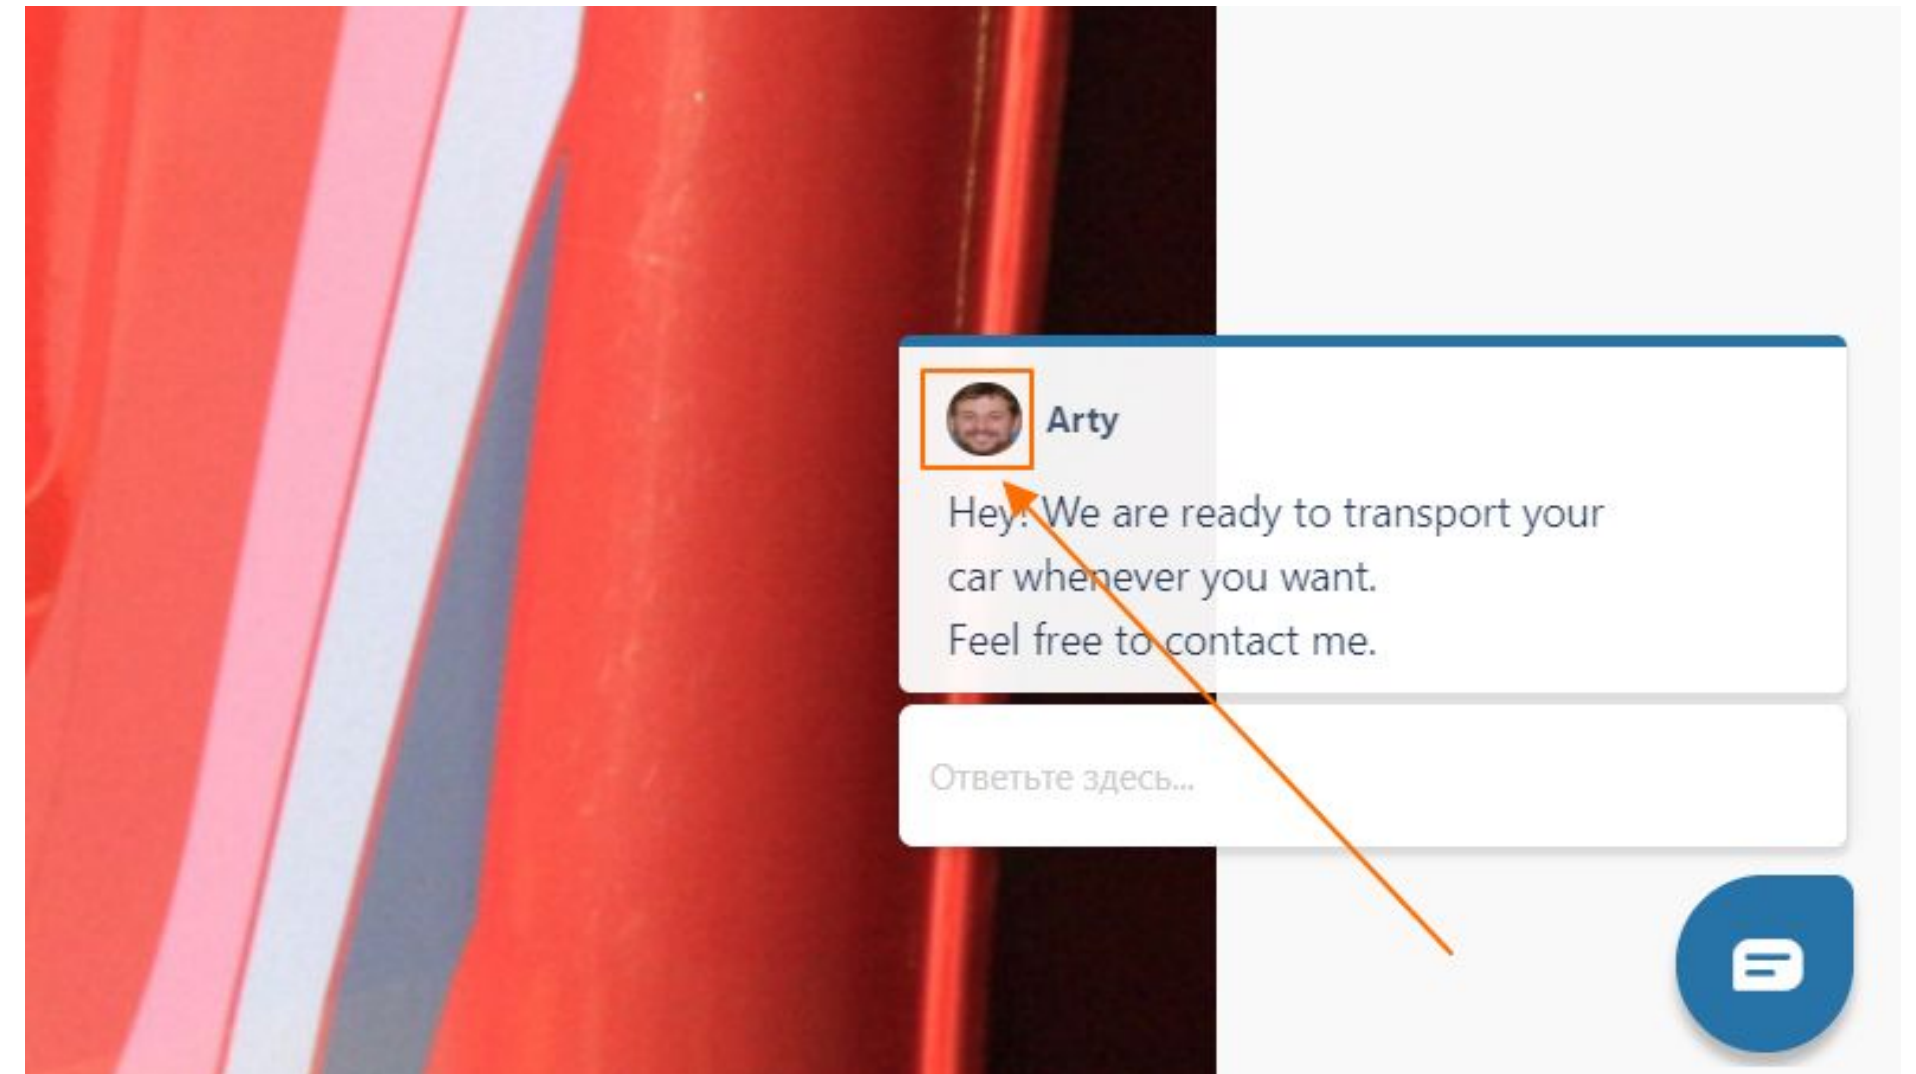 Arty
Hey! We are ready to transport your
car whenever you want.
Feel free to contact me.
Ответьте здесь...